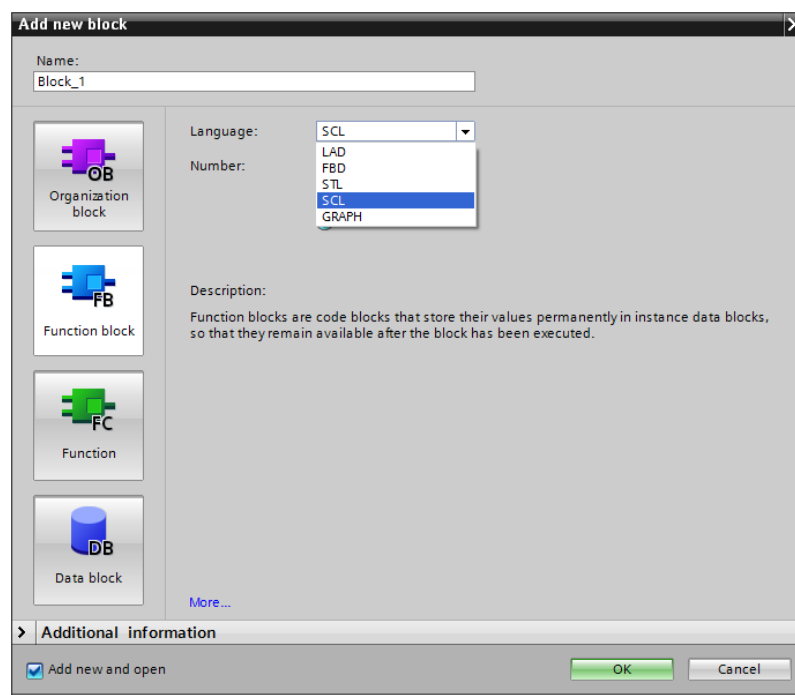 Add new block
Name:
Block_1
OB
Organization
block
FB
Function block
FC
Function
DB
Data block
Language:
SCL
LAD
FBD
STL
SCL
GRAPH
Number:
Description:
Function blocks are code blocks that store their values permanently in instance data blocks,
so that they remain available after the block has been executed.
More...
Additional information
Add new and open
OK
Cancel